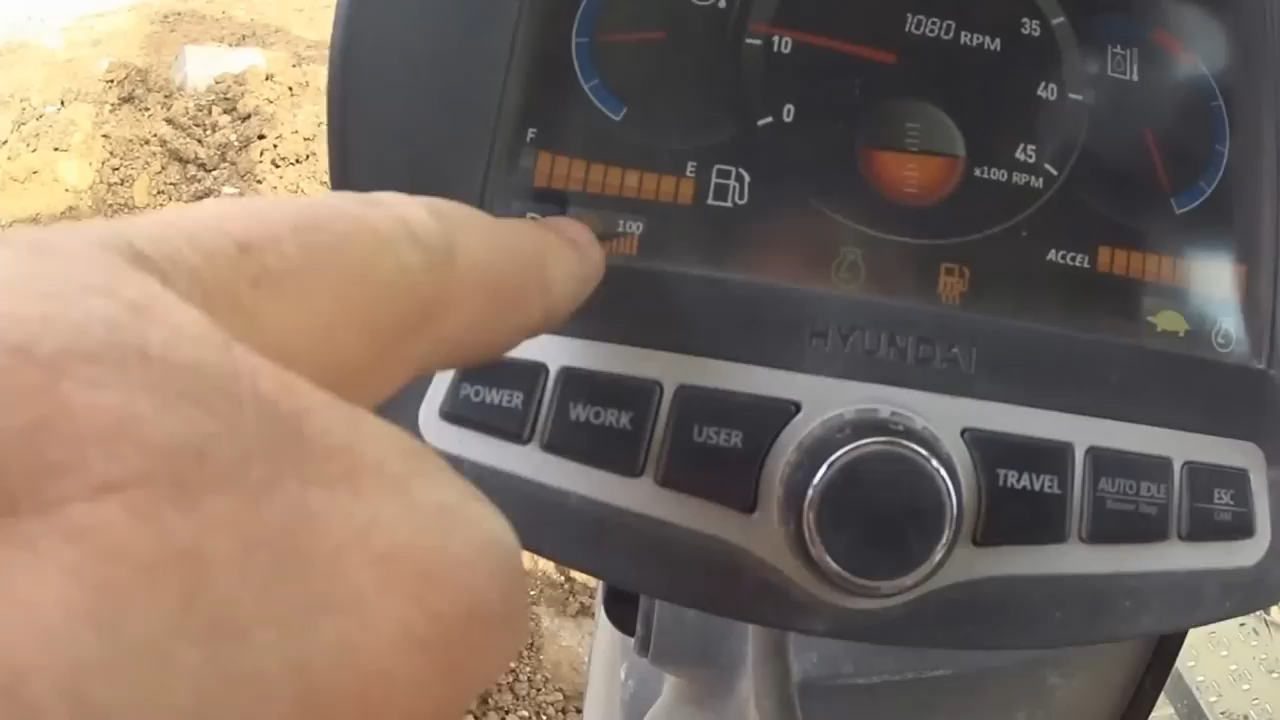 1080 RPM
35
10
40
0
45
x100 RPM
F
E
100
ACCEL
HYUNDAI
POWER
WORK
USER
TRAVEL
AUTO IDLE
ESC
CAM